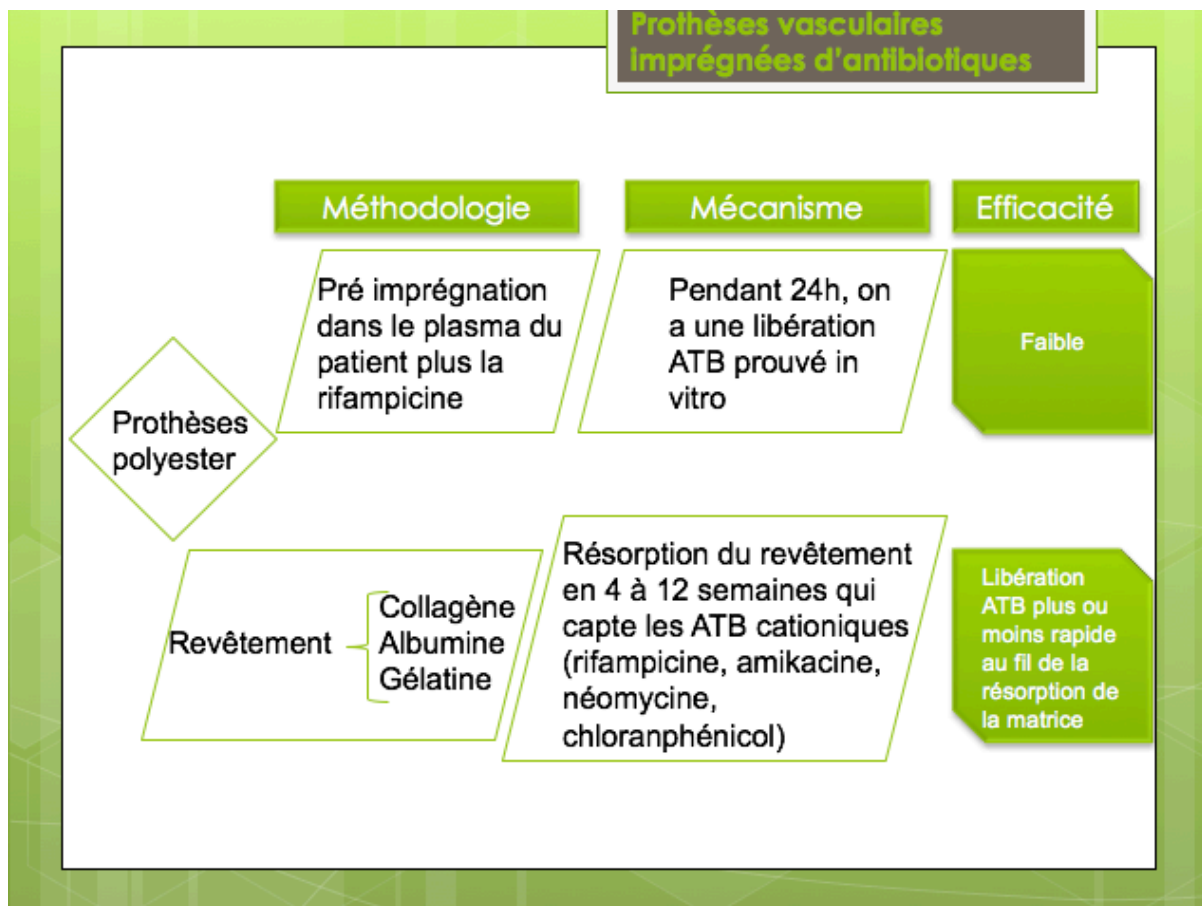 Prothèses vasculaires
imprégnées d'antibiotiques
Méthodologie
Mécanisme
Efficacité
Prothèses
polyester
Pré imprégnation
dans le plasma du
patient plus la
rifampicine
Pendant 24h, on
a une libération
ATB prouvé in
vitro
Faible
Revêtement
Collagène
Albumine
Gélatine
Résorption du revêtement
en 4 à 12 semaines qui
capte les ATB cationiques
(rifampicine, amikacine,
néomycine,
chloranphénicol)
Libération
ATB plus ou
moins rapide
au fil de la
résorption de
la matrice